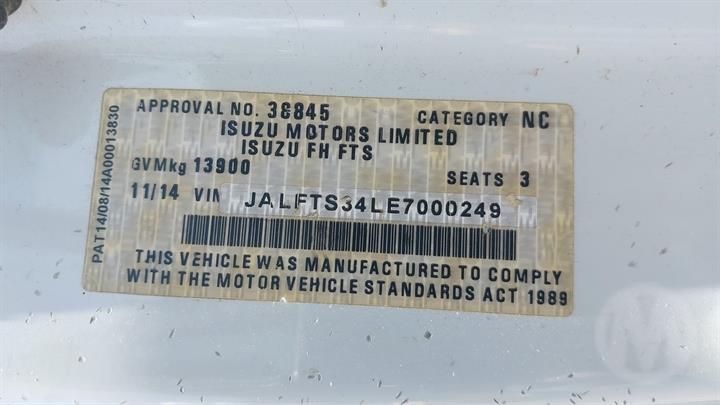 APPROVAL NO. 38845 CATEGORY NC
ISUZU MOTORS LIMITED
ISUZU FH FTS
GVMkg 13900 SEATS 3
11/14 VIN JALFTS34LE7000249
THIS VEHICLE WAS MANUFACTURED TO COMPLY
WITH THE MOTOR VEHICLE STANDARDS ACT 1989
PAT14/08/14A00013830
M